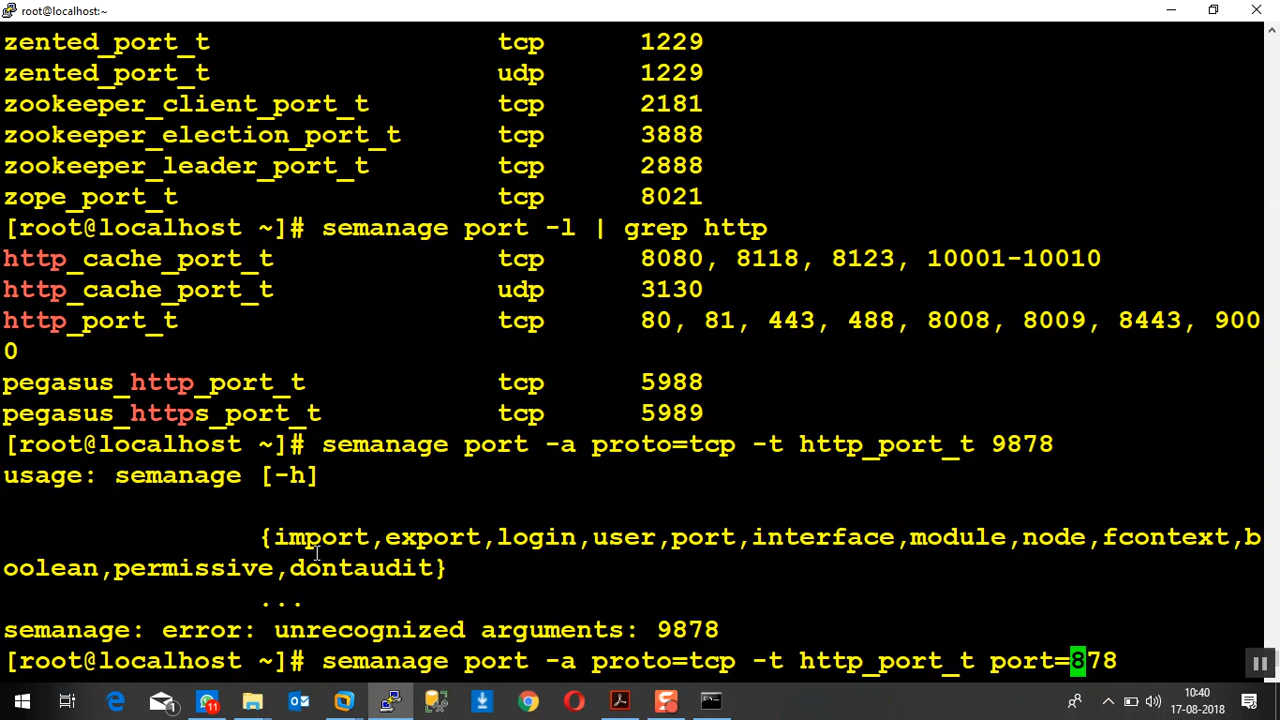 root@localhost:~
zented_port_t tcp 1229
zented_port_t udp 1229
zookeeper_client_port_t tcp 2181
zookeeper_election_port_t tcp 3888
zookeeper_leader_port_t tcp 2888
zope_port_t tcp 8021
[root@localhost ~]# semanage port -l | grep http
http_cache_port_t tcp 8080, 8118, 8123, 10001-10010
http_cache_port_t udp 3130
http_port_t tcp 80, 81, 443, 488, 8008, 8009, 8443, 900
0
pegasus_http_port_t tcp 5988
pegasus_https_port_t tcp 5989
[root@localhost ~]# semanage port -a proto=tcp -t http_port_t 9878
usage: semanage [-h]
{import,export,login,user,port,interface,module,node,fcontext,b
oolean,permissive,dontaudit}
...
semanage: error: unrecognized arguments: 9878
[root@localhost ~]# semanage port -a proto=tcp -t http_port_t port=878
1
11
10:40
17-08-2018